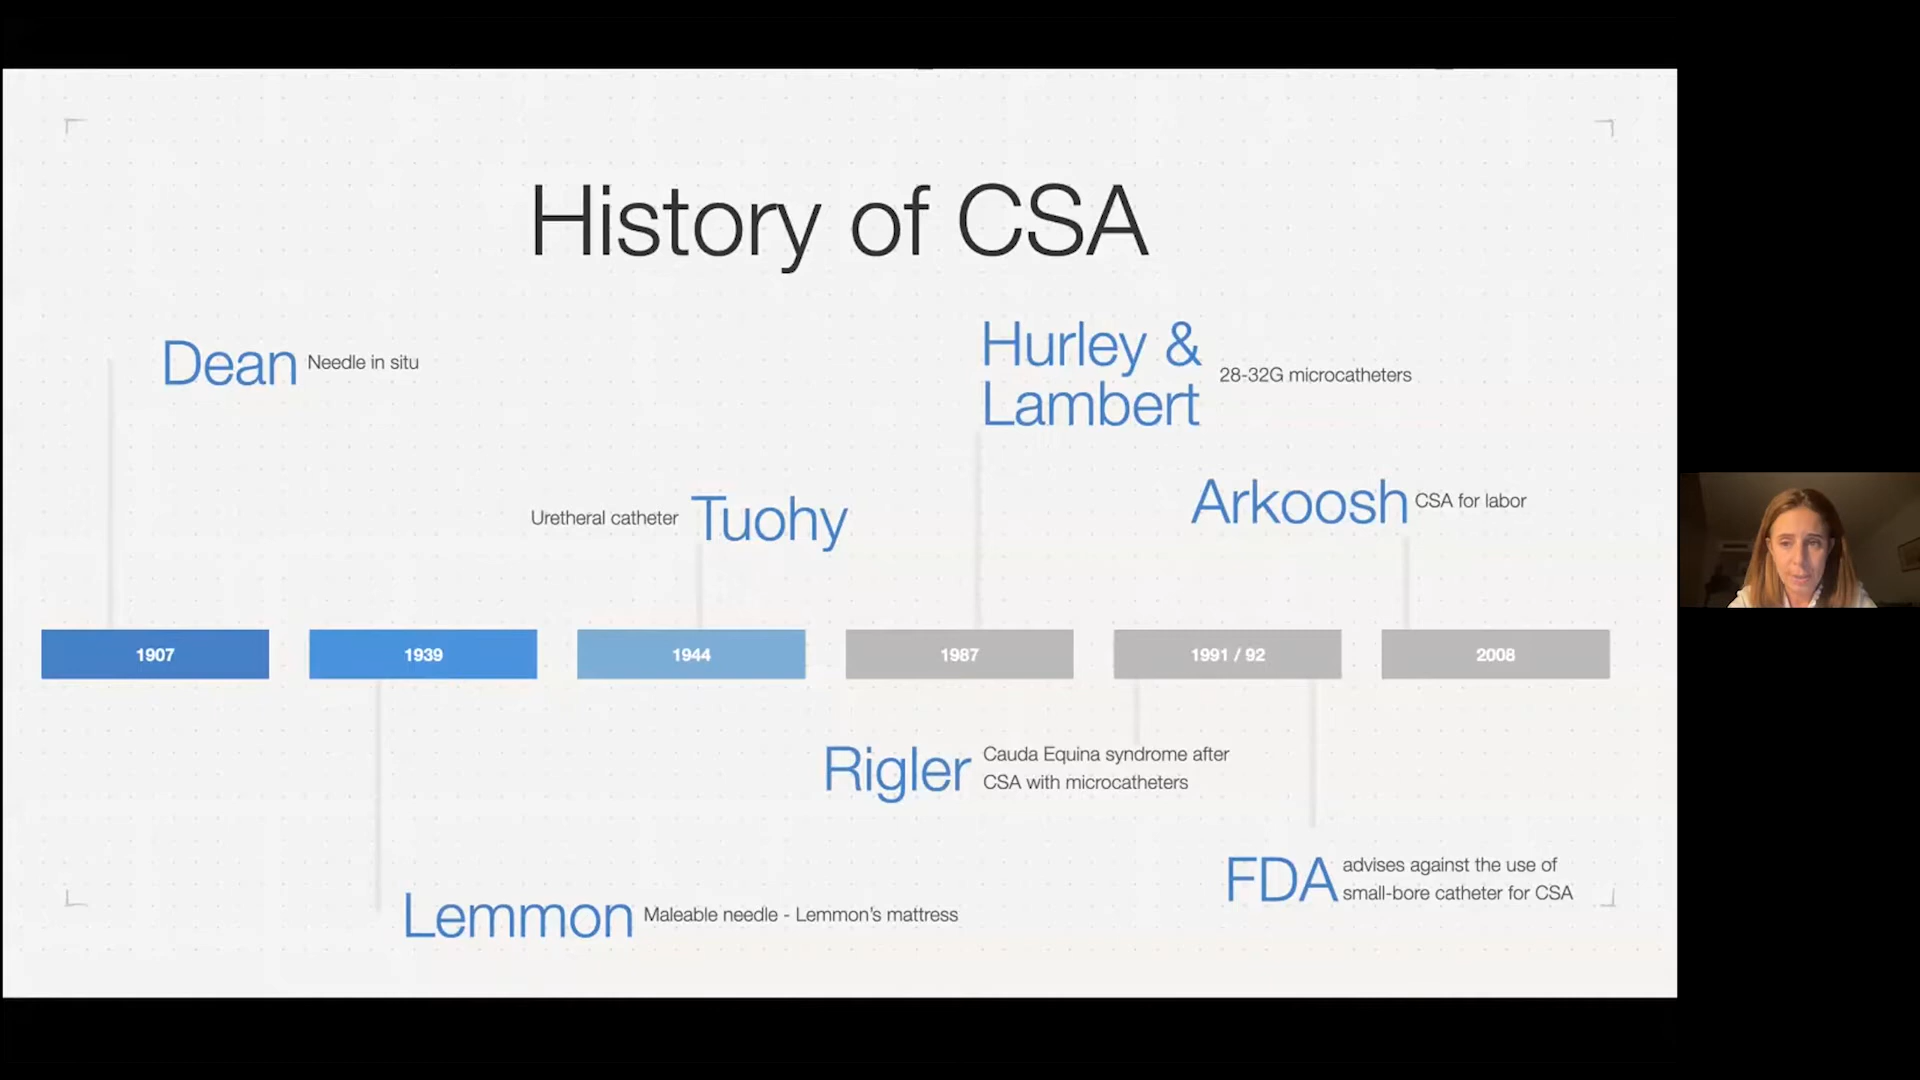 History of CSA
Dean Needle in situ
Hurley &
Lambert
28-32G microcatheters
Uretheral catheter Tuohy
Arkoosh CSA for labor
1907
1939
1944
1987
1991 / 92
2008
Rigler
Cauda Equina syndrome after
CSA with microcatheters
FDA
advises against the use of
small-bore catheter for CSA
Lemmon Maleable needle - Lemmon's mattress